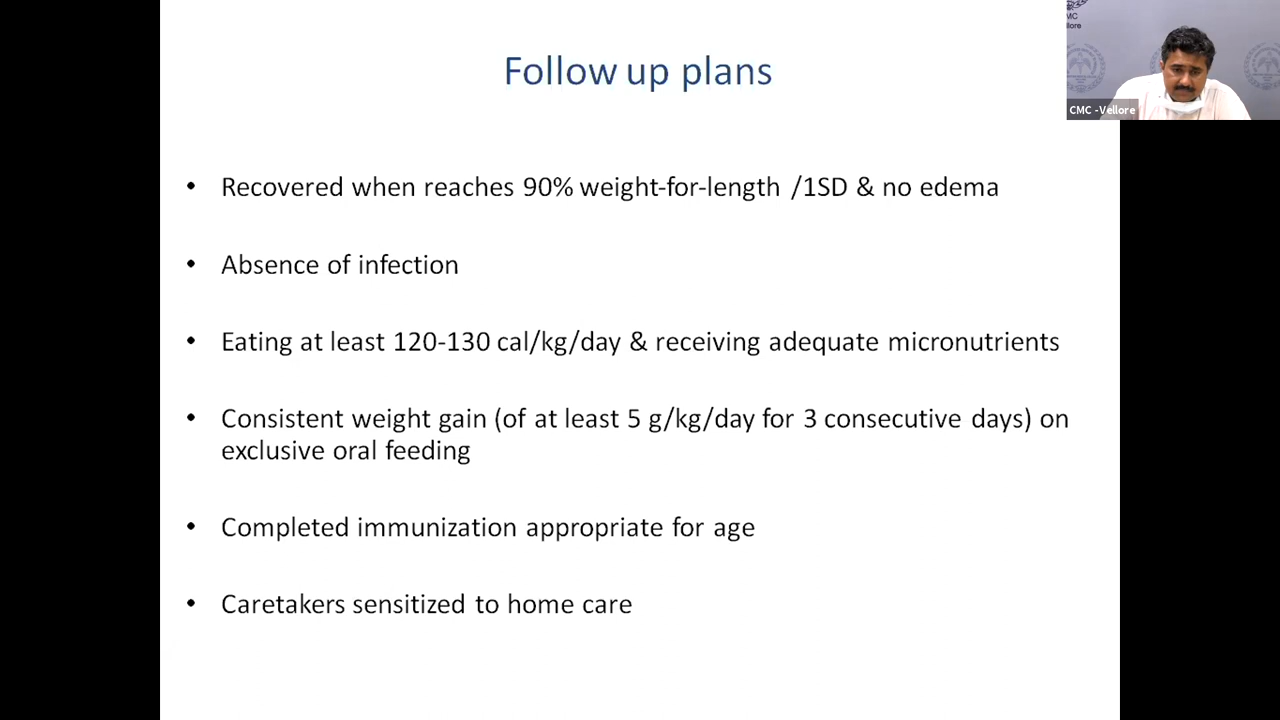 Follow up plans
MC
llore
CMC -Vellore
• Recovered when reaches 90% weight-for-length /1SD & no edema
• Absence of infection
• Eating at least 120-130 cal/kg/day & receiving adequate micronutrients
• Consistent weight gain (of at least 5 g/kg/day for 3 consecutive days) on
exclusive oral feeding
• Completed immunization appropriate for age
• Caretakers sensitized to home care